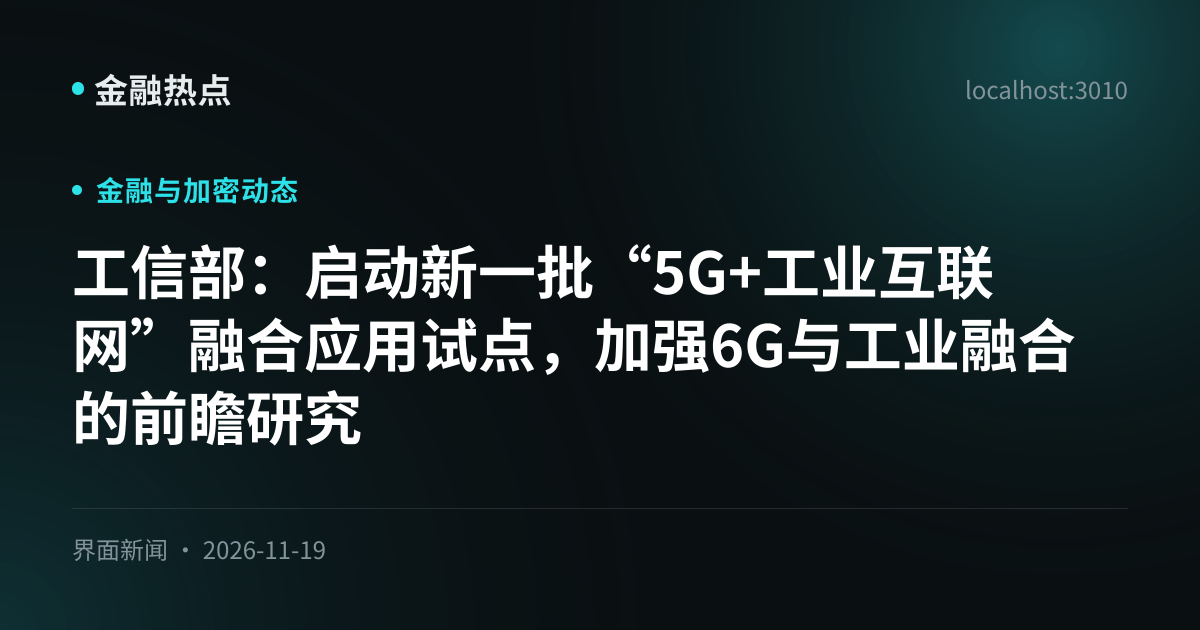 金融热点
localhost:3010
金融与加密动态
工信部：启动新一批“5G+工业互联
网”融合应用试点，加强6G与工业融合
的前瞻研究
界面新闻 • 2026-11-19